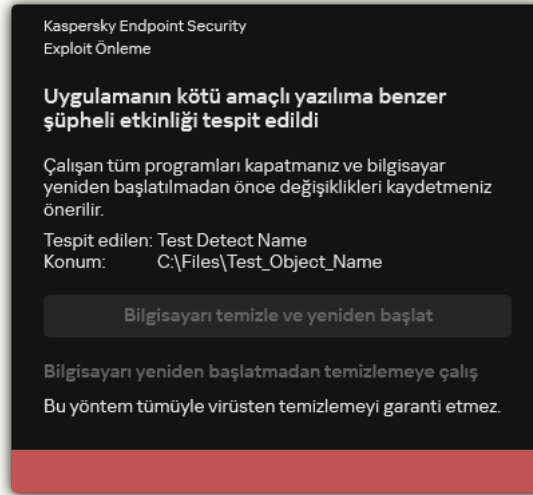 Kaspersky Endpoint Security
Exploit Önleme
Uygulamanın kötü amaçlı yazılıma benzer
şüpheli etkinliği tespit edildi
Çalışan tüm programları kapatmanız ve bilgisayar
yeniden başlatılmadan önce değişiklikleri kaydetmeniz
önerilir.
Tespit edilen: Test Detect Name
Konum: C:\Files\Test_Object_Name
Bilgisayarı temizle ve yeniden başlat
Bilgisayarı yeniden başlatmadan temizlemeye çalış
Bu yöntem tümüyle virüsten temizlemeyi garanti etmez.